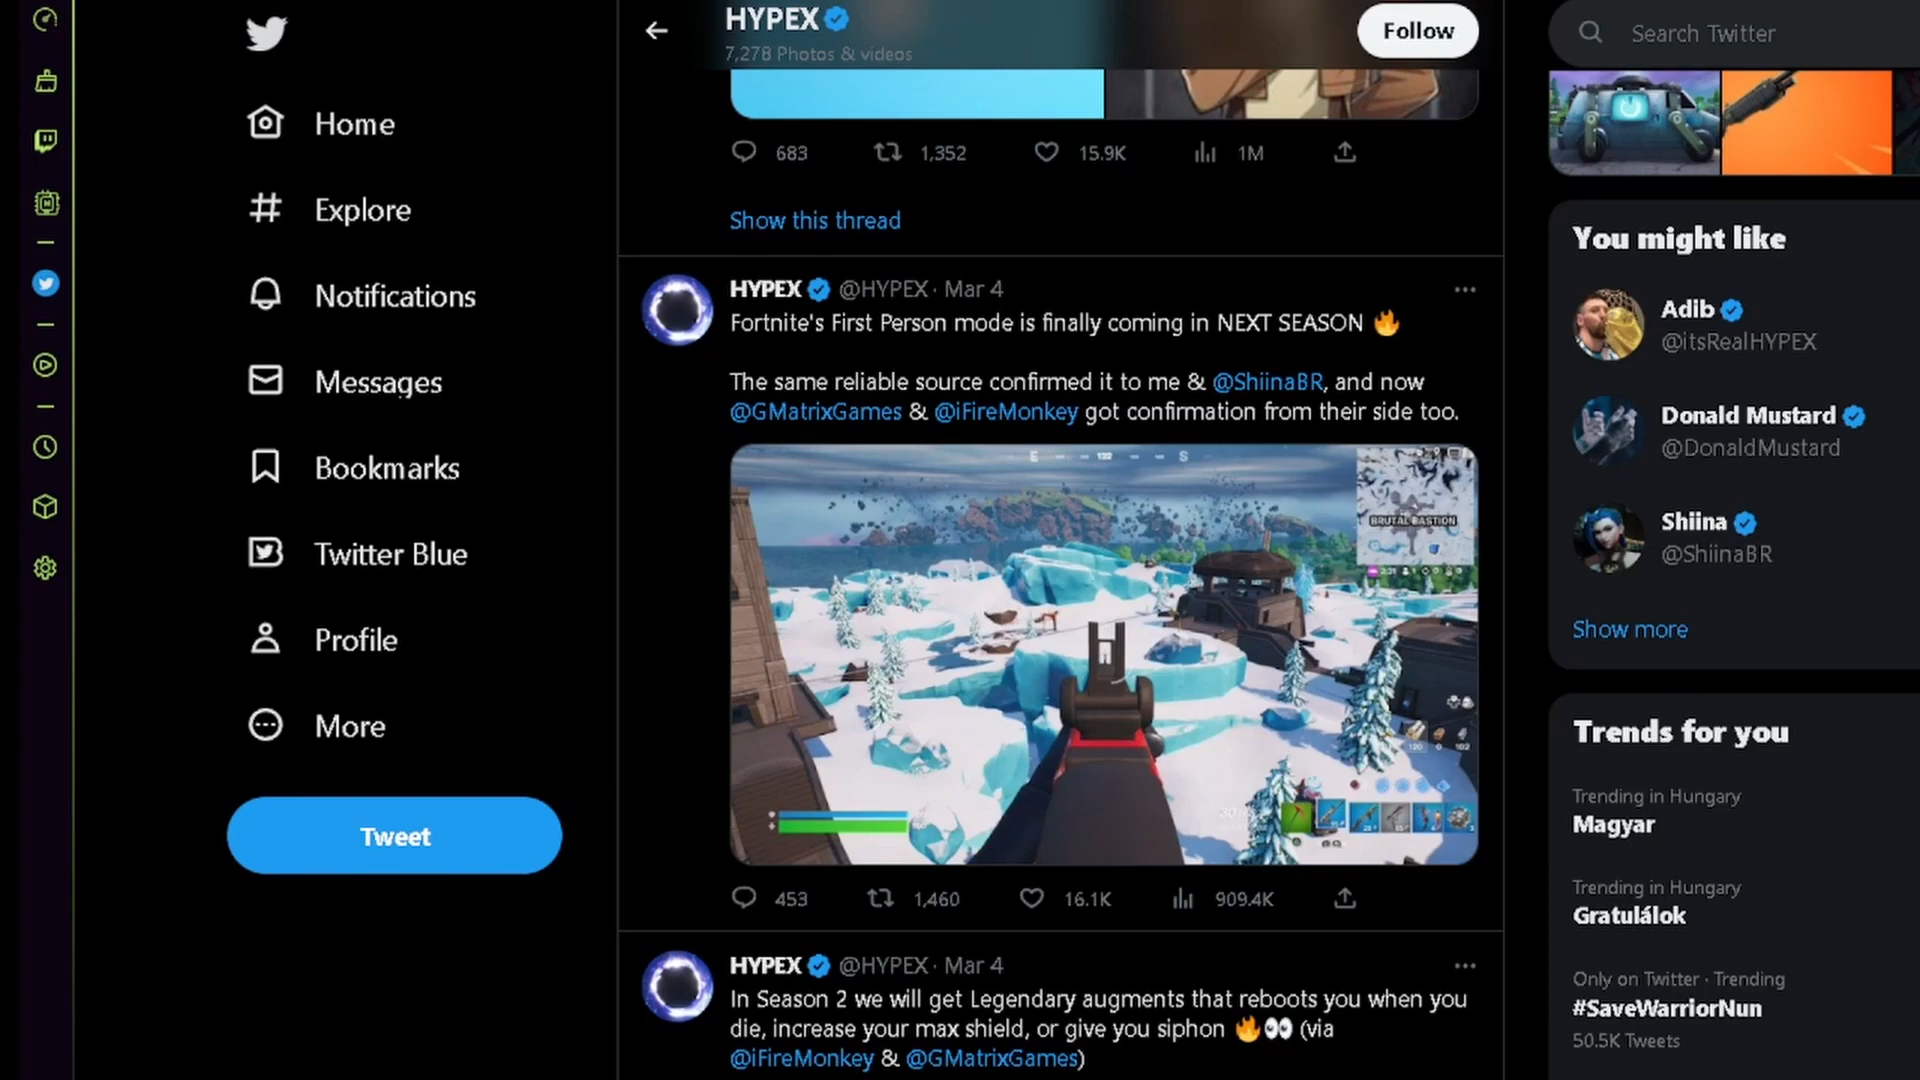 HYPEX
7,278 Photos & videos
Follow
Search Twitter
Home
Explore
Notifications
Messages
Bookmarks
Twitter Blue
Profile
More
Tweet
683 1,352 15.9K 1M
Show this thread
HYPEX @HYPEX · Mar 4
Fortnite's First Person mode is finally coming in NEXT SEASON 🔥
The same reliable source confirmed it to me & @ShiinaBR, and now
@GMatrixGames & @iFireMonkey got confirmation from their side too.
E 122 S
BRUTAL BASTION
120 0 102
453 1,460 16.1K 909.4K
HYPEX @HYPEX · Mar 4
In Season 2 we will get Legendary augments that reboots you when you
die, increase your max shield, or give you siphon 🔥👀 (via
@iFireMonkey & @GMatrixGames)
You might like
Adib
@itsRealHYPEX
Donald Mustard
@DonaldMustard
Shiina
@ShiinaBR
Show more
Trends for you
Trending in Hungary
Magyar
Trending in Hungary
Gratulálok
Only on Twitter · Trending
#SaveWarriorNun
50.5K Tweets